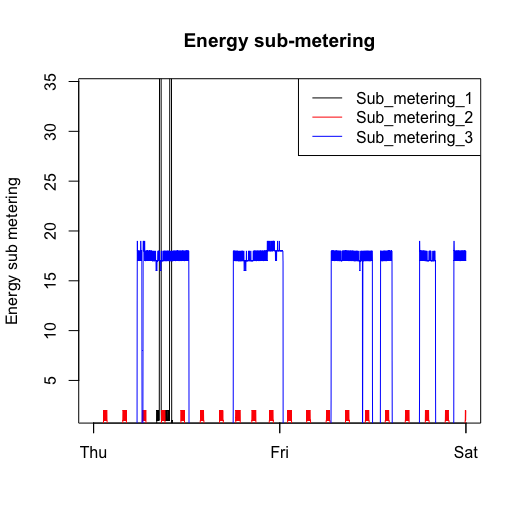 Energy sub-metering
Sub_metering_1
Sub_metering_2
Sub_metering_3
Energy sub metering
35
30
25
20
15
10
5
Thu Fri Sat